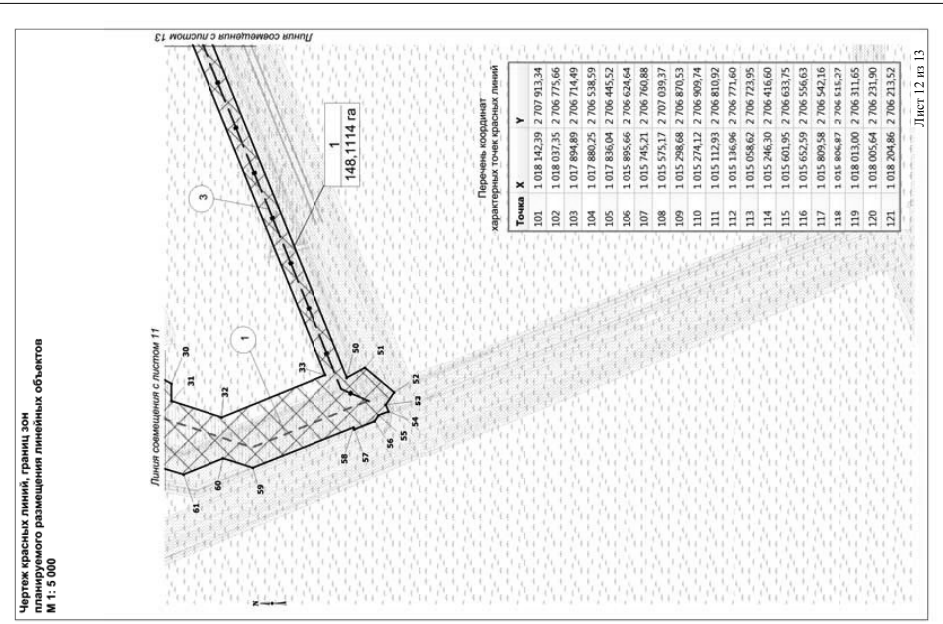 Чертеж красных линий, границ зон
планируемого размещения линейных объектов
М 1: 5 000
N
Линия совмещения с листом 11
Линия совмещения с листом
13
30
31
32
33
50
51
52
53
54
55
56
57
58
59
60
61
1
3
1
148,1114 га
Перечень координат
характерных точек красных линий
Точка X Y
101 1 018 142,39 2 707 913,34
102 1 018 037,35 2 706 775,66
103 1 017 894,89 2 706 714,49
104 1 017 880,25 2 706 538,59
105 1 017 836,04 2 706 445,52
106 1 015 895,66 2 706 624,64
107 1 015 745,21 2 706 760,88
108 1 015 575,17 2 707 039,37
109 1 015 298,68 2 706 870,53
110 1 015 274,12 2 706 909,74
111 1 015 112,93 2 706 810,92
112 1 015 136,96 2 706 771,60
113 1 015 058,62 2 706 723,95
114 1 015 246,30 2 706 416,60
115 1 015 601,95 2 706 633,75
116 1 015 652,59 2 706 556,63
117 1 015 809,58 2 706 542,16
118 1 015 806,87 2 706 515,27
119 1 018 013,00 2 706 311,65
120 1 018 005,64 2 706 231,90
121 1 018 204,86 2 706 213,52
Лист 12 из 13